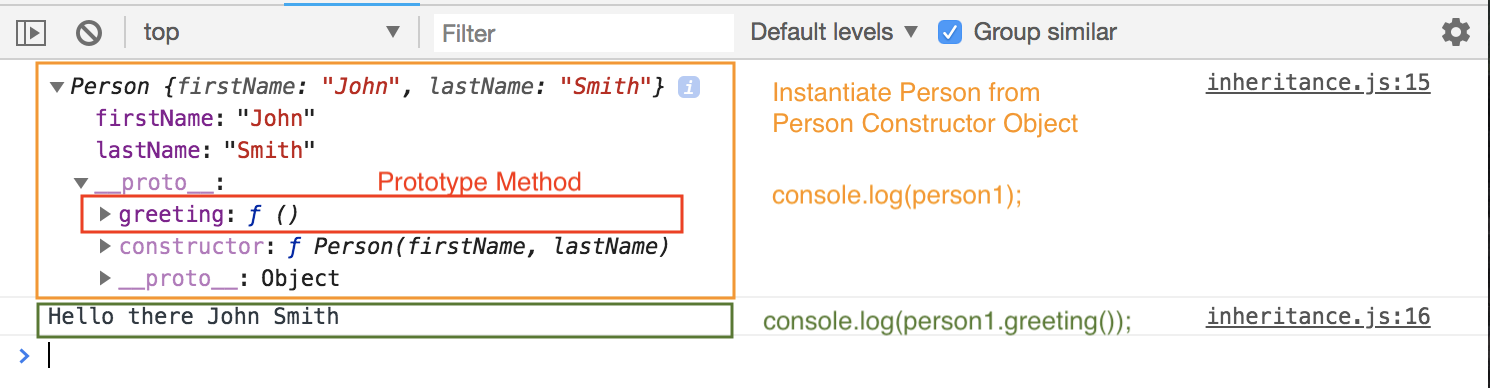 top Filter Default levels Group similar
Person {firstName: "John", lastName: "Smith"} i Instantiate Person from inheritance.js:15
firstName: "John" Person Constructor Object
lastName: "Smith"
__proto__: Prototype Method console.log(person1);
greeting: ƒ ()
constructor: ƒ Person(firstName, lastName)
__proto__: Object
Hello there John Smith console.log(person1.greeting()); inheritance.js:16
>